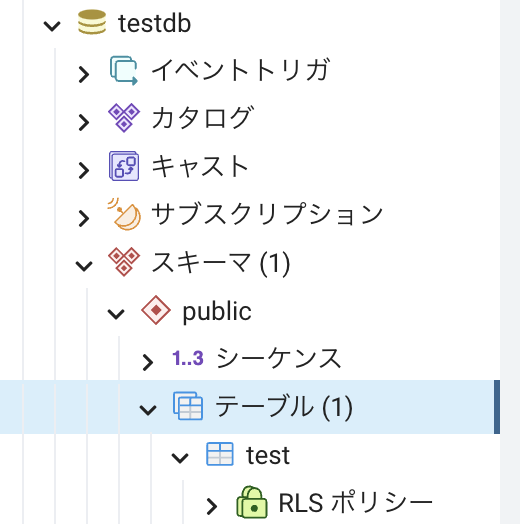 testdb
イベントトリガ
カタログ
キャスト
サブスクリプション
スキーマ (1)
public
1..3 シーケンス
テーブル (1)
test
RLS ポリシー